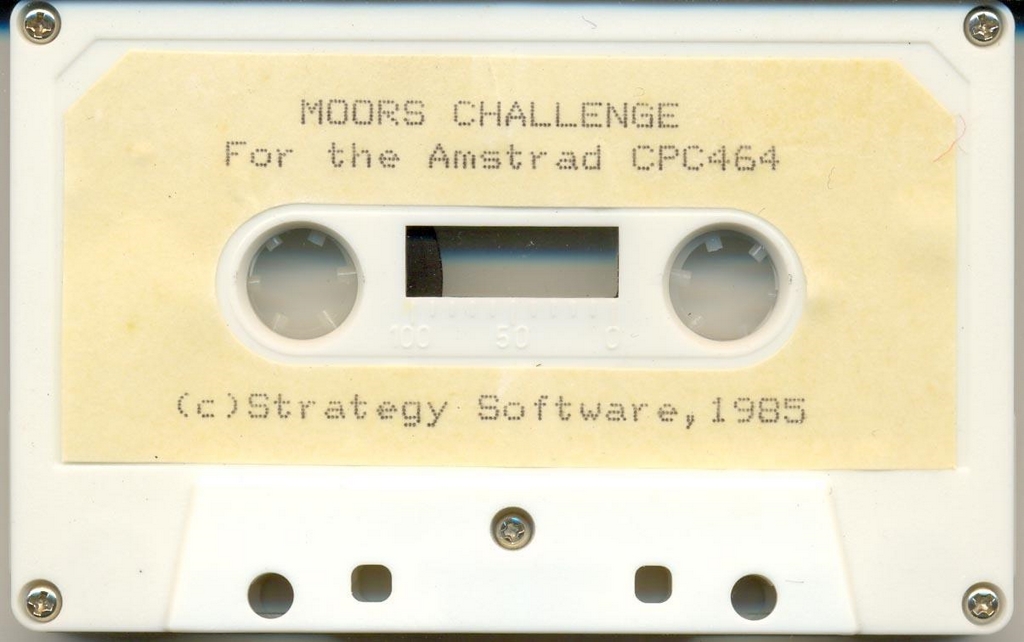 MOORS CHALLENGE
For the Amstrad CPC464
100 50 0
(c)Strategy Software,1985